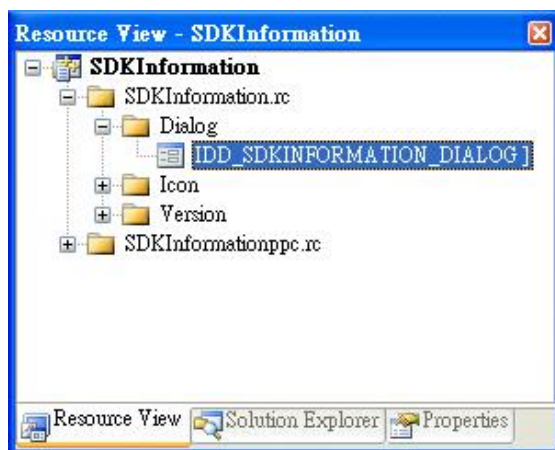 Resource View - SDKInformation
SDKInformation
SDKInformation.rc
Dialog
IDD_SDKINFORMATION_DIALOG ]
Icon
Version
SDKInformationppc.rc
Resource View Solution Explorer Properties